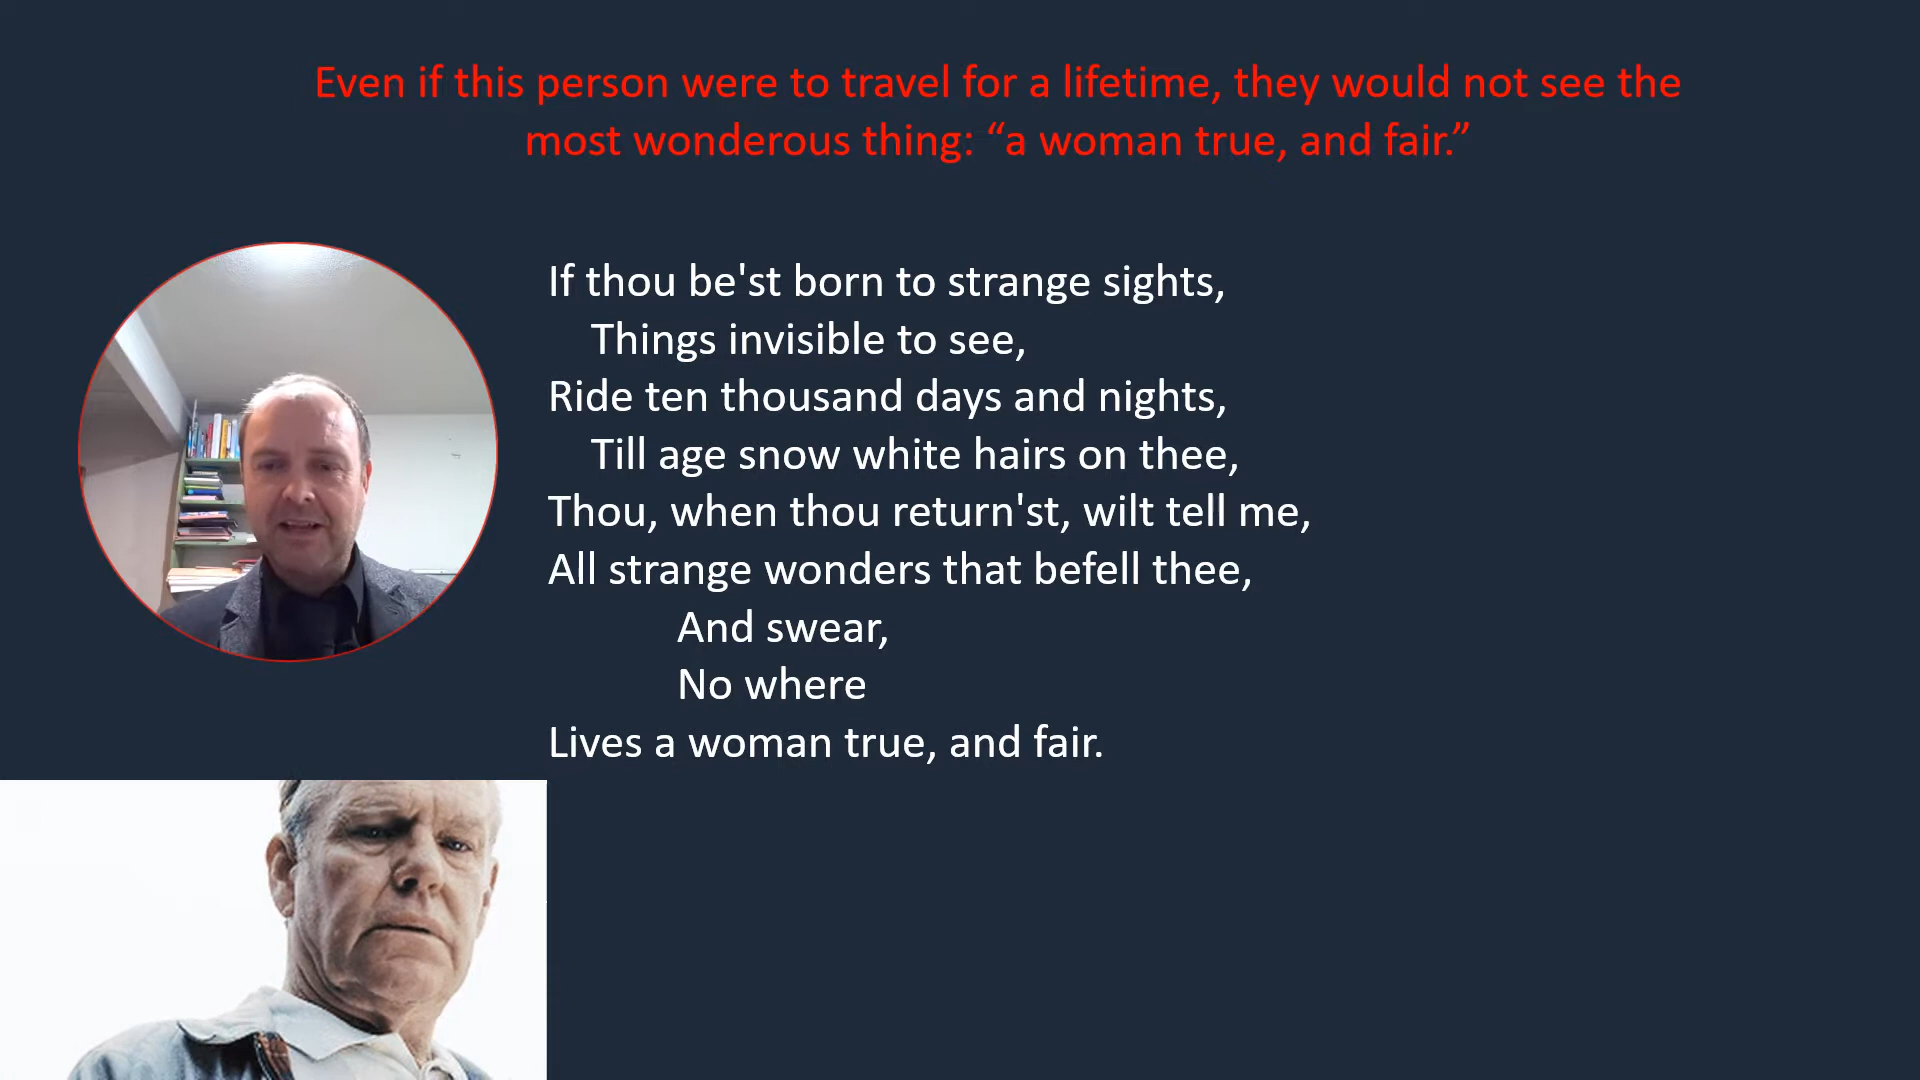 Even if this person were to travel for a lifetime, they would not see the
most wonderous thing: “a woman true, and fair.”
If thou be'st born to strange sights,
Things invisible to see,
Ride ten thousand days and nights,
Till age snow white hairs on thee,
Thou, when thou return'st, wilt tell me,
All strange wonders that befell thee,
And swear,
No where
Lives a woman true, and fair.